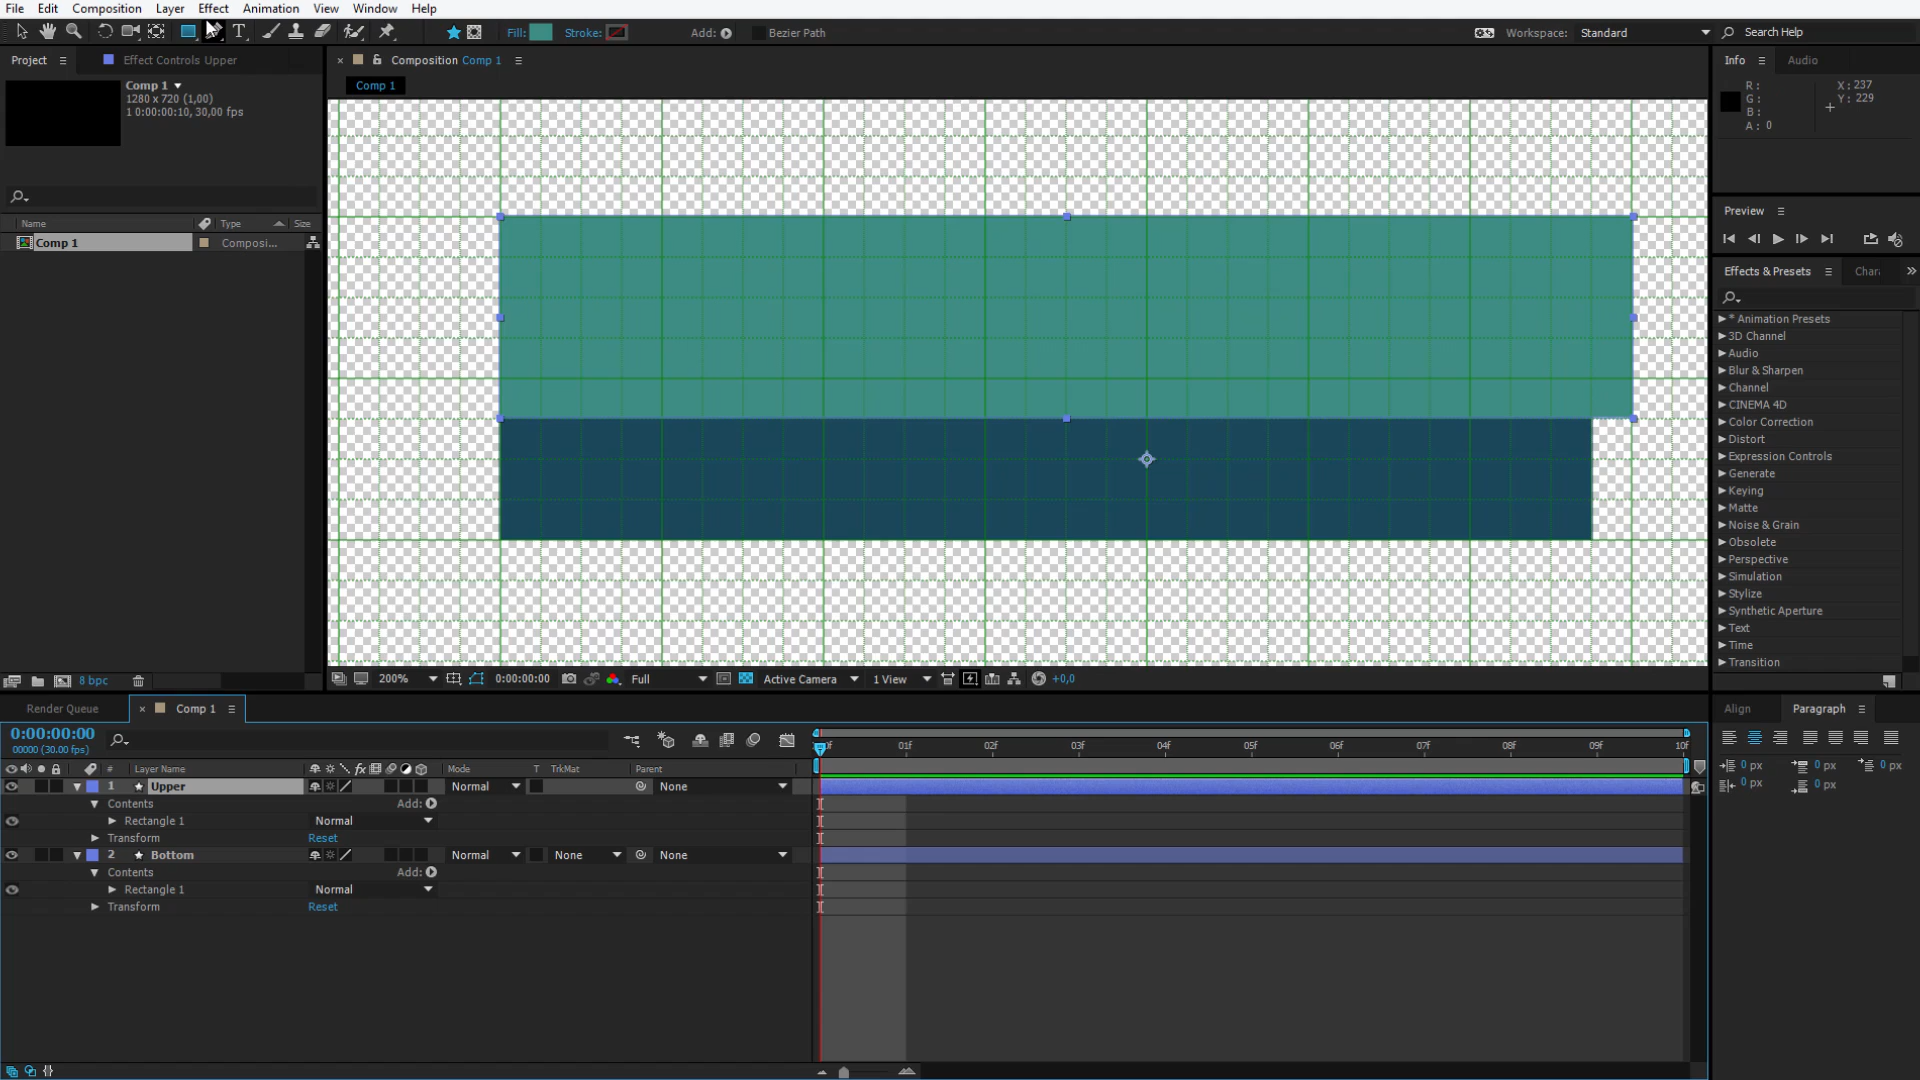 File Edit Composition Layer Effect Animation View Window Help
Fill: Stroke: Add: Bezier Path Workspace: Standard Search Help
Project Effect Controls Upper Composition Comp 1 Info Audio
Comp 1
1280 x 720 (1,00)
1 0:00:00:10, 30,00 fps
Comp 1
R: X: 237
G: Y: 229
B:
A: 0
Preview
Name Type Size
Comp 1 Composi...
Effects & Presets Chara
* Animation Presets
3D Channel
Audio
Blur & Sharpen
Channel
CINEMA 4D
Color Correction
Distort
Expression Controls
Generate
Keying
Matte
Noise & Grain
Obsolete
Perspective
Simulation
Stylize
Synthetic Aperture
Text
Time
Transition
8 bpc 200% 0:00:00:00 Full Active Camera 1 View +0,0
Render Queue Comp 1 Align Paragraph
0:00:00:00
00000 (30.00 fps)
01f 02f 03f 04f 05f 06f 07f 08f 09f 10f
# Layer Name fx Mode T TrkMat Parent
0 px 0 px 0 px
0 px 0 px
1 Upper Normal None
Contents Add:
Rectangle 1 Normal
Transform Reset
2 Bottom Normal None None
Contents Add:
Rectangle 1 Normal
Transform Reset